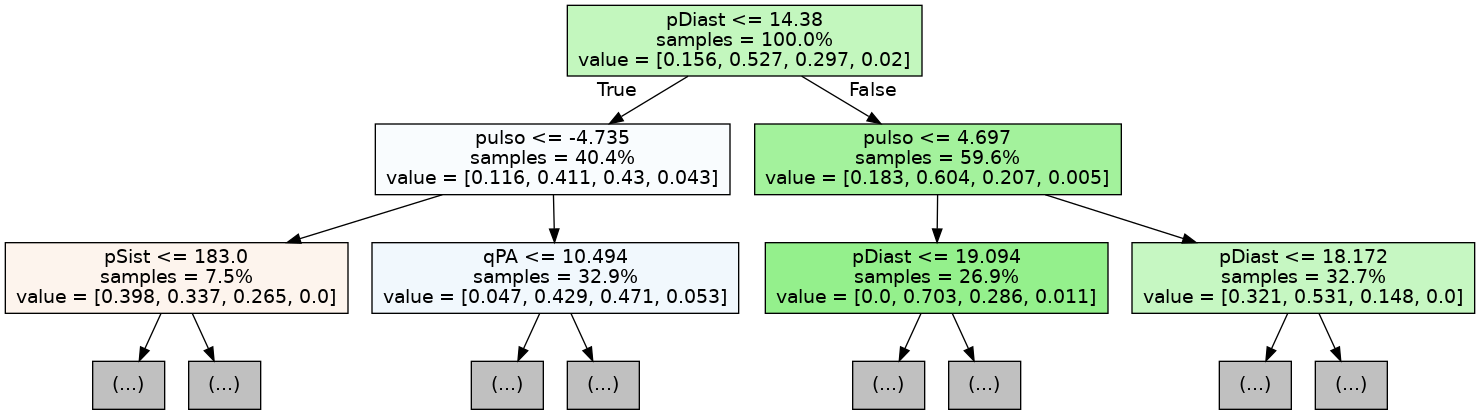 pDiast <= 14.38
samples = 100.0%
value = [0.156, 0.527, 0.297, 0.02]
True
False
pulso <= -4.735
samples = 40.4%
value = [0.116, 0.411, 0.43, 0.043]
pulso <= 4.697
samples = 59.6%
value = [0.183, 0.604, 0.207, 0.005]
pSist <= 183.0
samples = 7.5%
value = [0.398, 0.337, 0.265, 0.0]
qPA <= 10.494
samples = 32.9%
value = [0.047, 0.429, 0.471, 0.053]
pDiast <= 19.094
samples = 26.9%
value = [0.0, 0.703, 0.286, 0.011]
pDiast <= 18.172
samples = 32.7%
value = [0.321, 0.531, 0.148, 0.0]
(...)
(...)
(...)
(...)
(...)
(...)
(...)
(...)